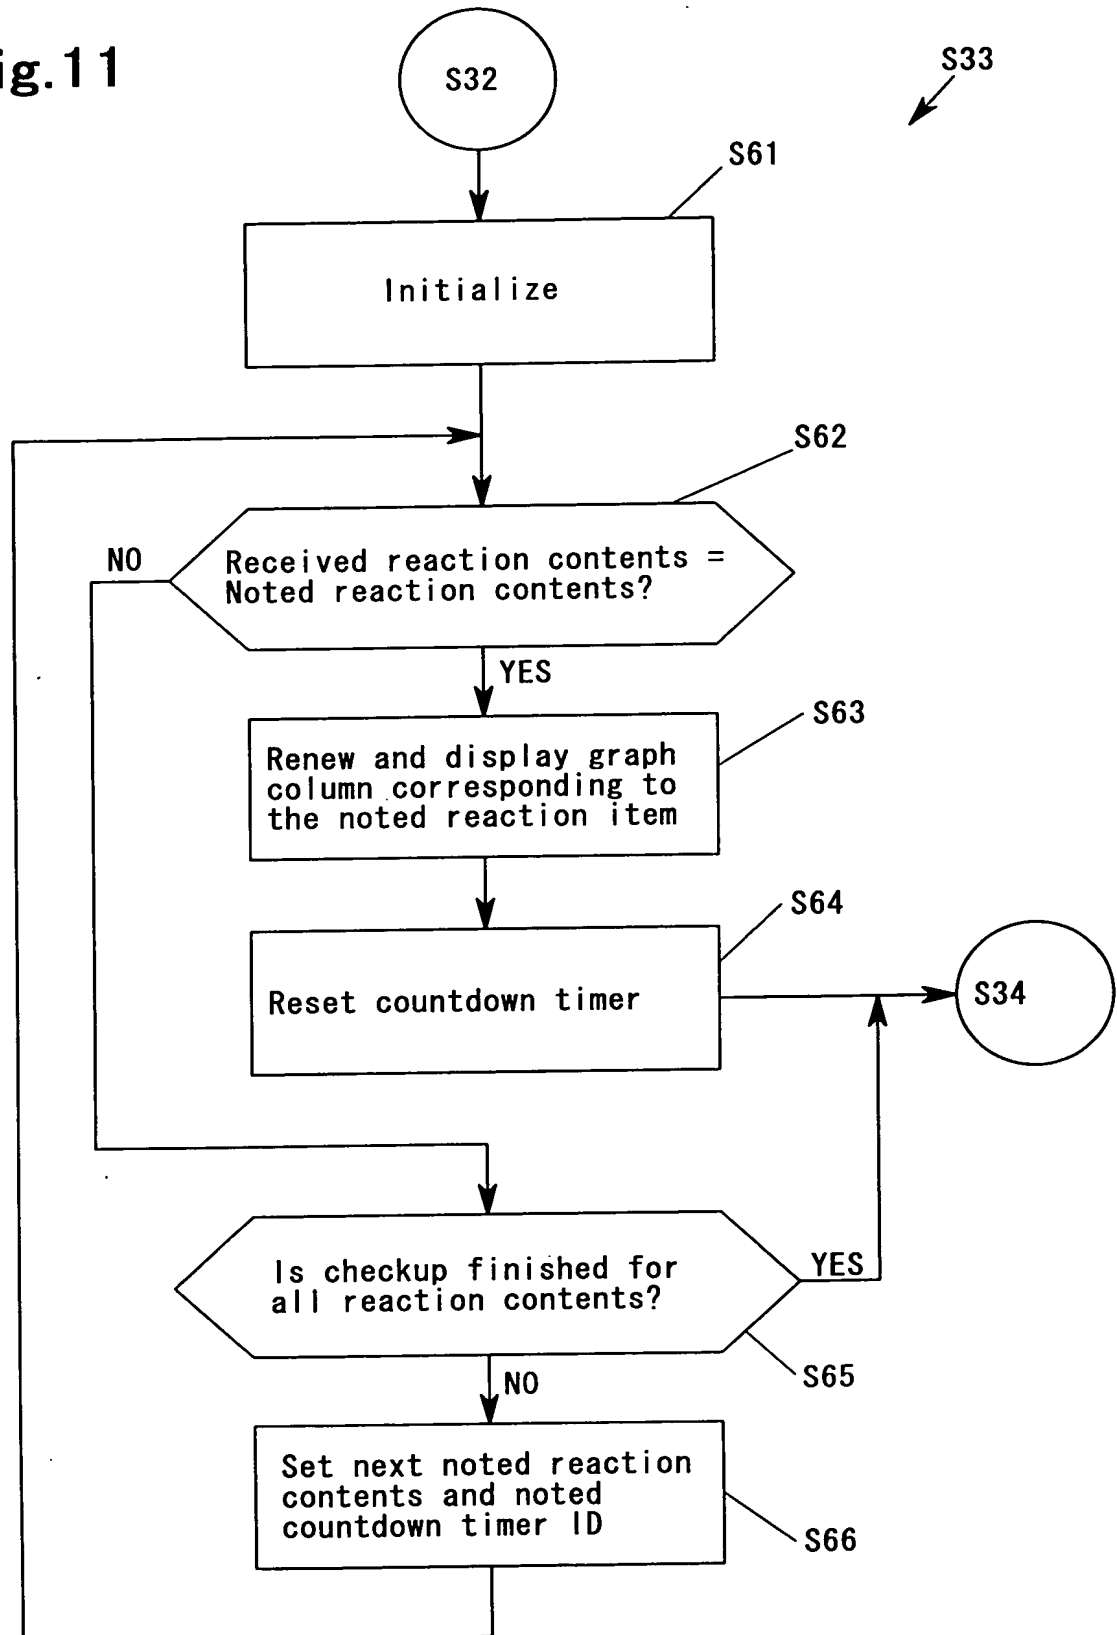 ig.11
S32
S33
S61
Initialize
S62
NO
Received reaction contents =
Noted reaction contents?
YES
S63
Renew and display graph
column corresponding to
the noted reaction item
S64
Reset countdown timer
S34
Is checkup finished for
all reaction contents?
YES
S65
NO
Set next noted reaction
contents and noted
countdown timer ID
S66